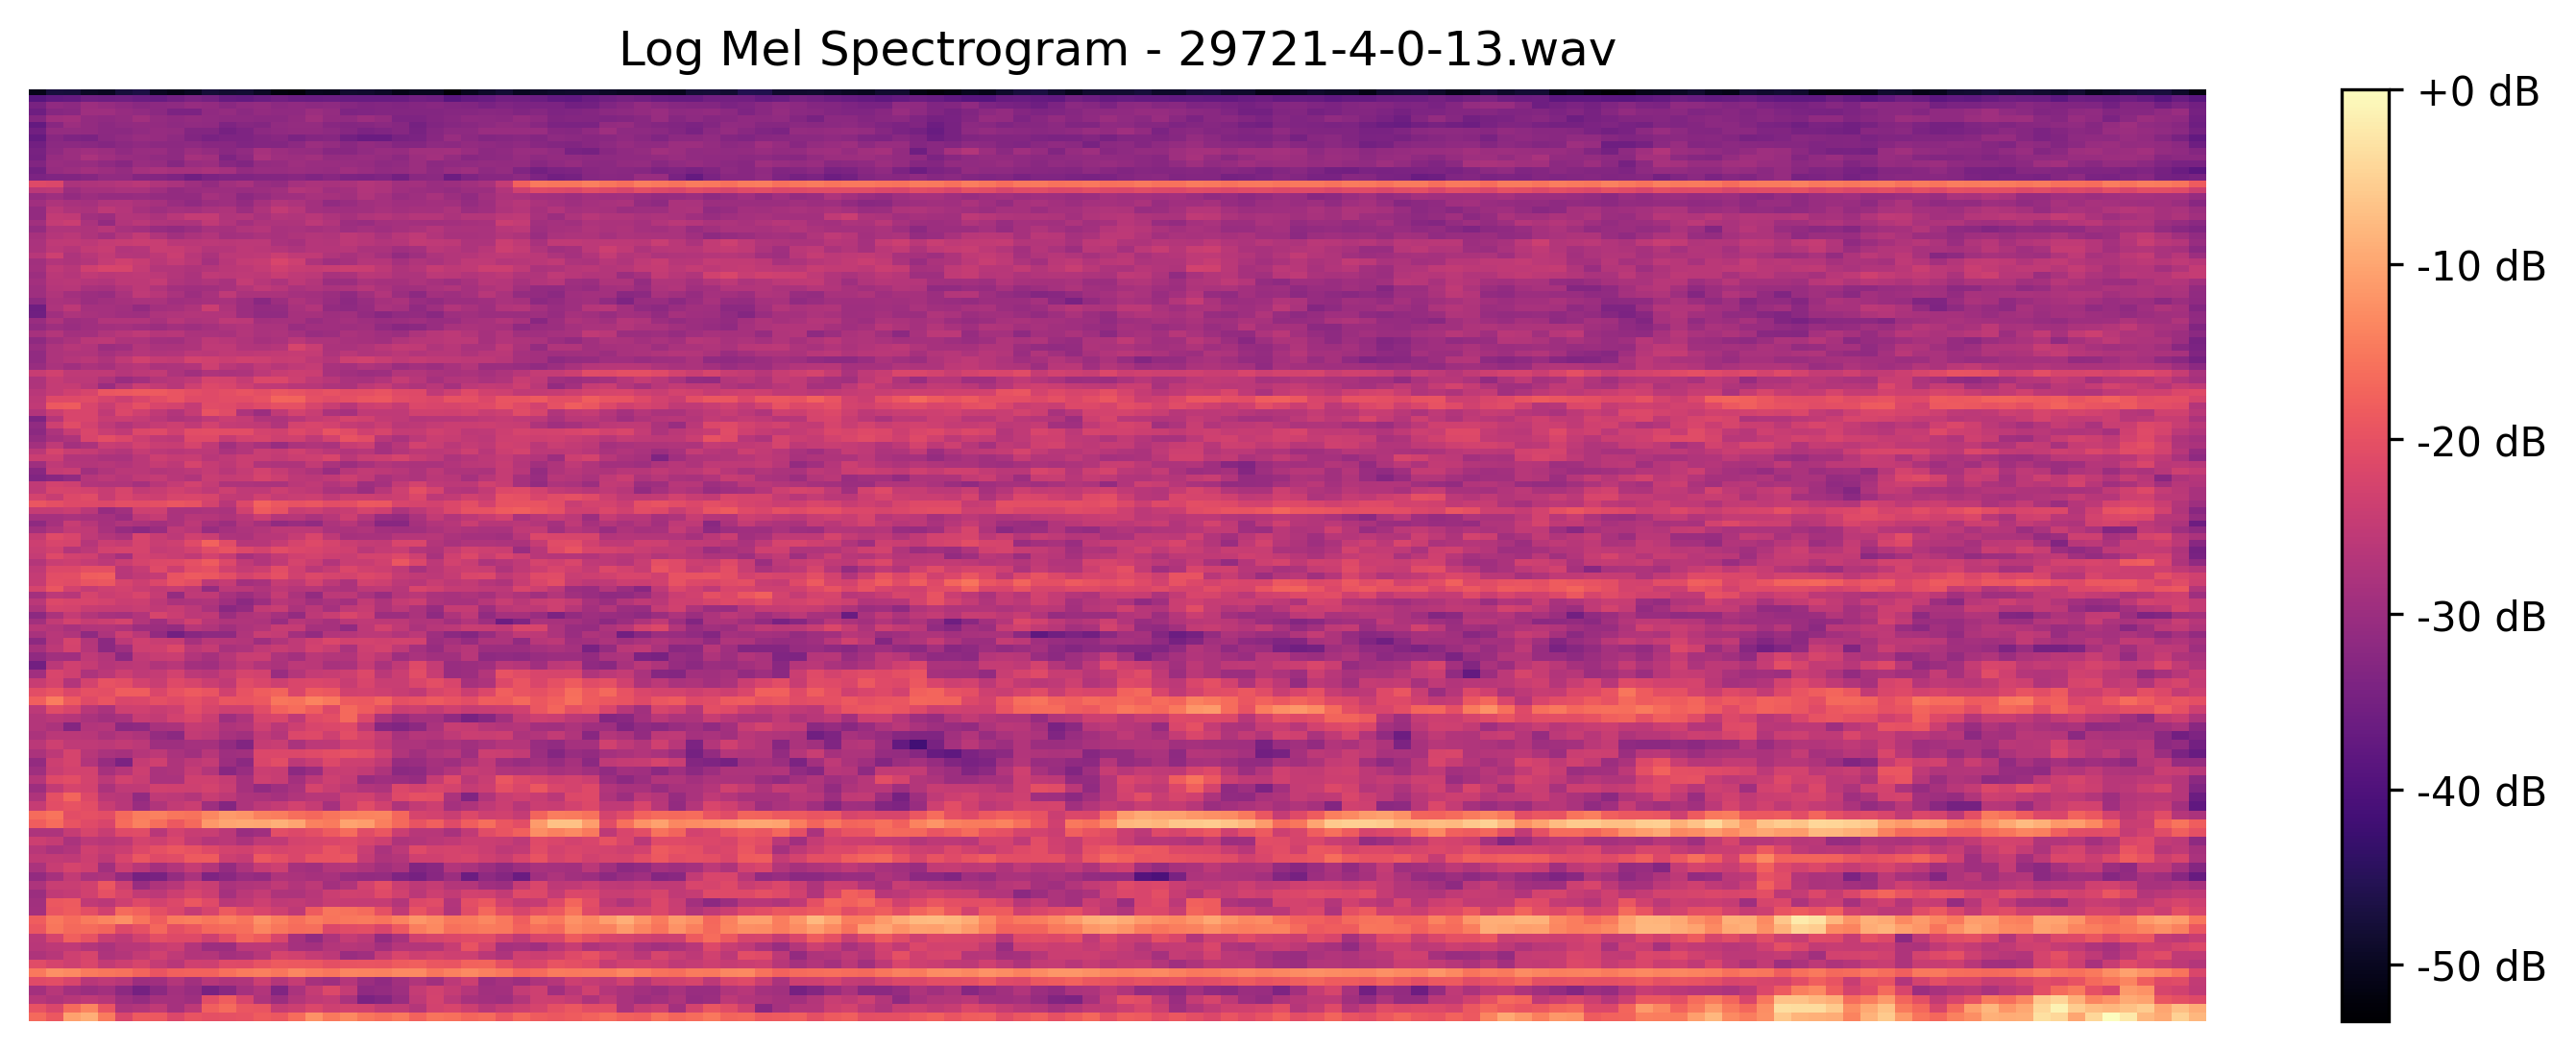 Log Mel Spectrogram - 29721-4-0-13.wav
+0 dB
-10 dB
-20 dB
-30 dB
-40 dB
-50 dB